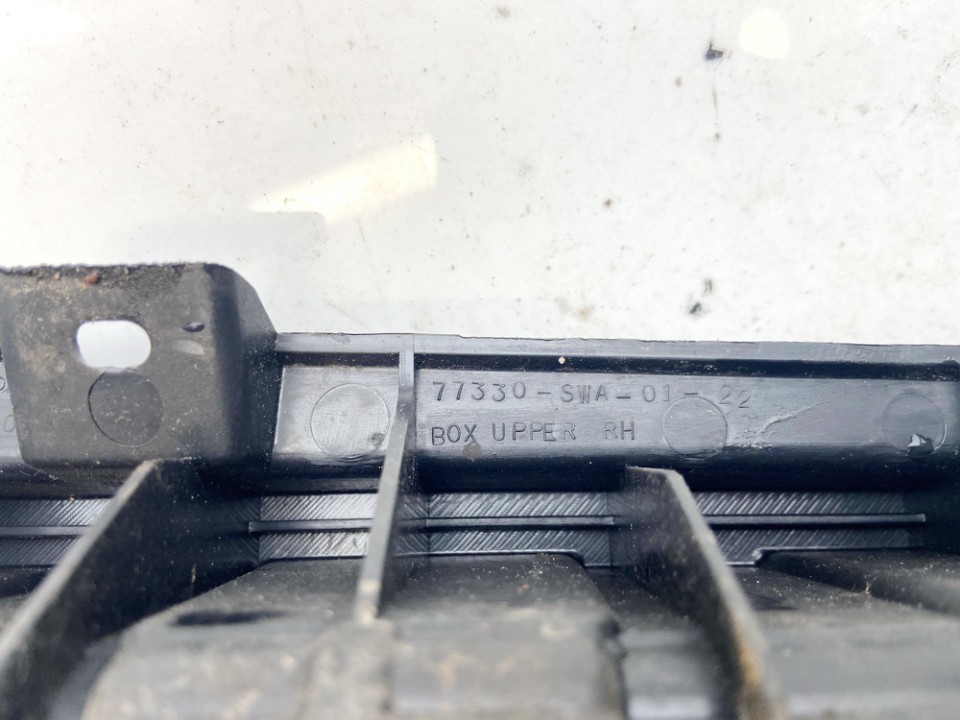 77330-SWA-01-22
BOX UPPER RH